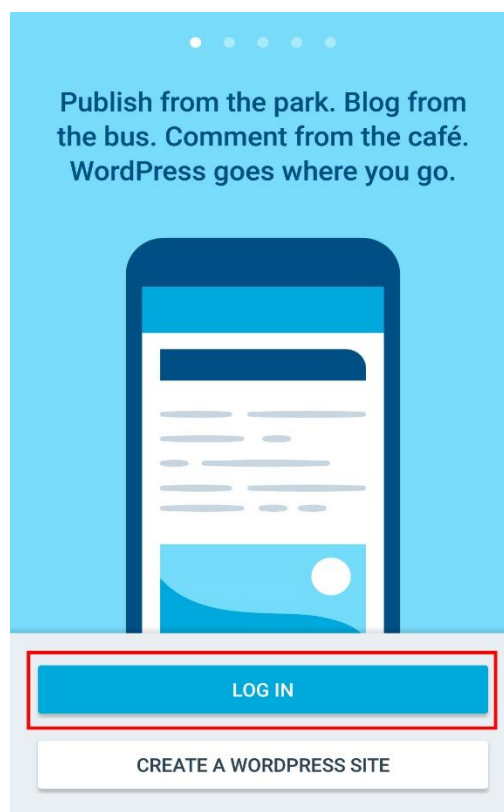 Publish from the park. Blog from
the bus. Comment from the café.
WordPress goes where you go.
LOG IN
CREATE A WORDPRESS SITE